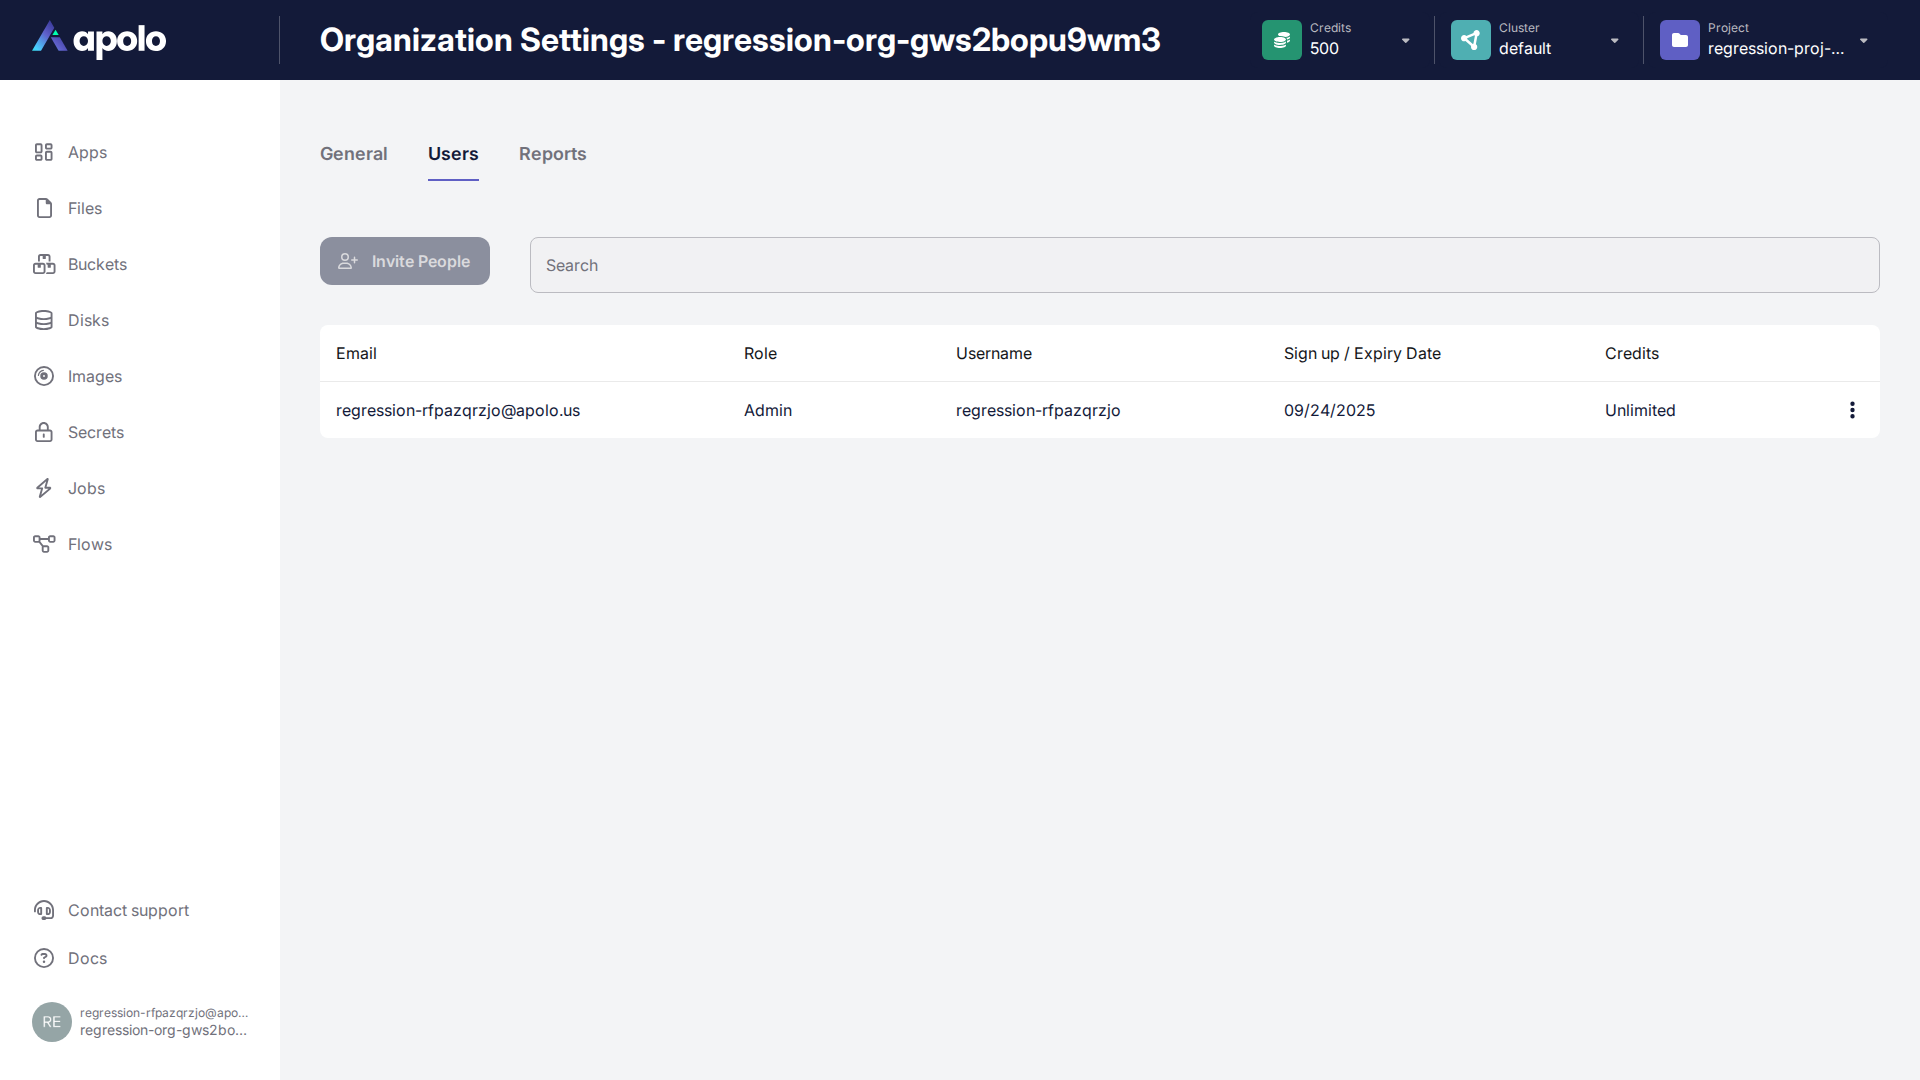 apolo
Organization Settings - regression-org-gws2bopu9wm3
Credits
500
Cluster
default
Project
regression-proj-...
Apps
Files
Buckets
Disks
Images
Secrets
Jobs
Flows
General
Users
Reports
Invite People
Search
Email
Role
Username
Sign up / Expiry Date
Credits
regression-rfpazqrzjo@apolo.us
Admin
regression-rfpazqrzjo
09/24/2025
Unlimited
Contact support
Docs
RE
regression-rfpazqrzjo@apo...
regression-org-gws2bo...